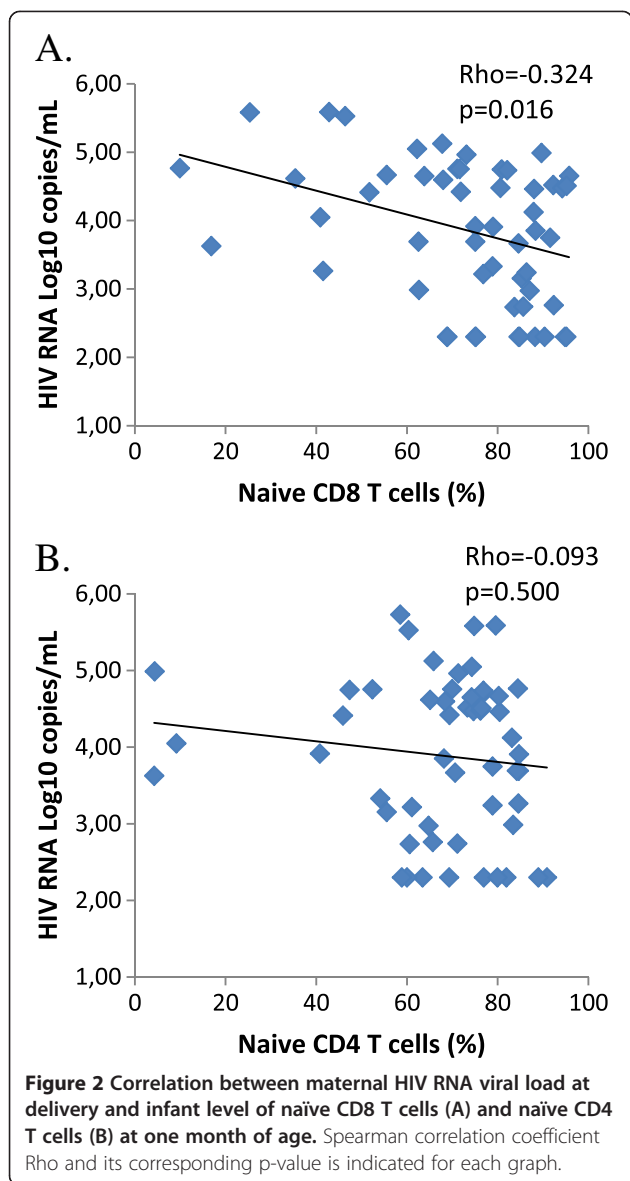 A.
Rho=-0.324
p=0.016
6,00
5,00
4,00
3,00
2,00
1,00
HIV RNA Log10 copies/mL
0 20 40 60 80 100
Naive CD8 T cells (%)
B.
Rho=-0.093
p=0.500
6,00
5,00
4,00
3,00
2,00
1,00
HIV RNA Log10 copies/mL
0 20 40 60 80 100
Naive CD4 T cells (%)
Figure 2 Correlation between maternal HIV RNA viral load at
delivery and infant level of naïve CD8 T cells (A) and naïve CD4
T cells (B) at one month of age. Spearman correlation coefficient
Rho and its corresponding p-value is indicated for each graph.